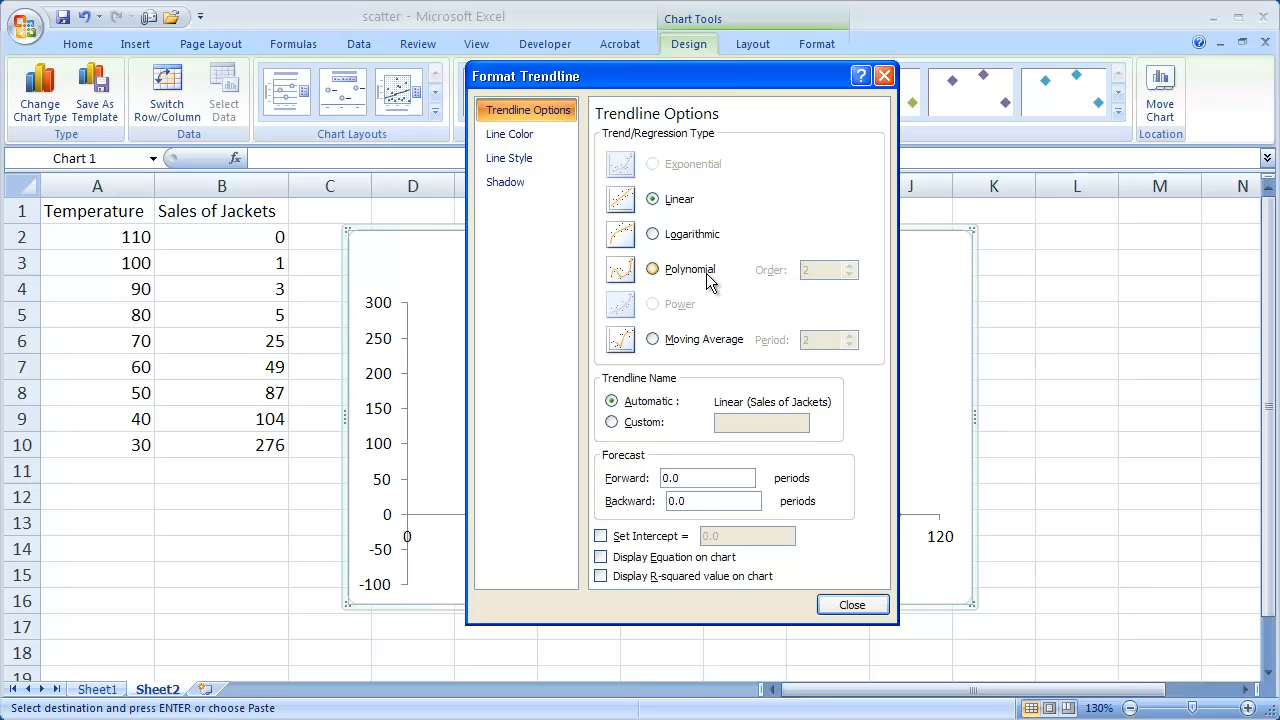 scatter - Microsoft Excel
Chart Tools
Home Insert Page Layout Formulas Data Review View Developer Acrobat Design Layout Format
Change Chart Type
Save As Template
Switch Row/Column
Select Data
Move Chart
Type
Data
Chart Layouts
Location
Chart 1
fx
A B C D J K L M N
1 Temperature Sales of Jackets
2 110 0
3 100 1
4 90 3
5 80 5
6 70 25
7 60 49
8 50 87
9 40 104
10 30 276
11
12
13
14
15
16
17
18
19
300
250
200
150
100
50
0
-50
-100
0
120
Format Trendline
Trendline Options
Line Color
Line Style
Shadow
Trendline Options
Trend/Regression Type
Exponential
Linear
Logarithmic
Polynomial Order: 2
Power
Moving Average Period: 2
Trendline Name
Automatic : Linear (Sales of Jackets)
Custom:
Forecast
Forward: 0.0 periods
Backward: 0.0 periods
Set Intercept = 0.0
Display Equation on chart
Display R-squared value on chart
Close
Sheet1 Sheet2
Select destination and press ENTER or choose Paste
130%